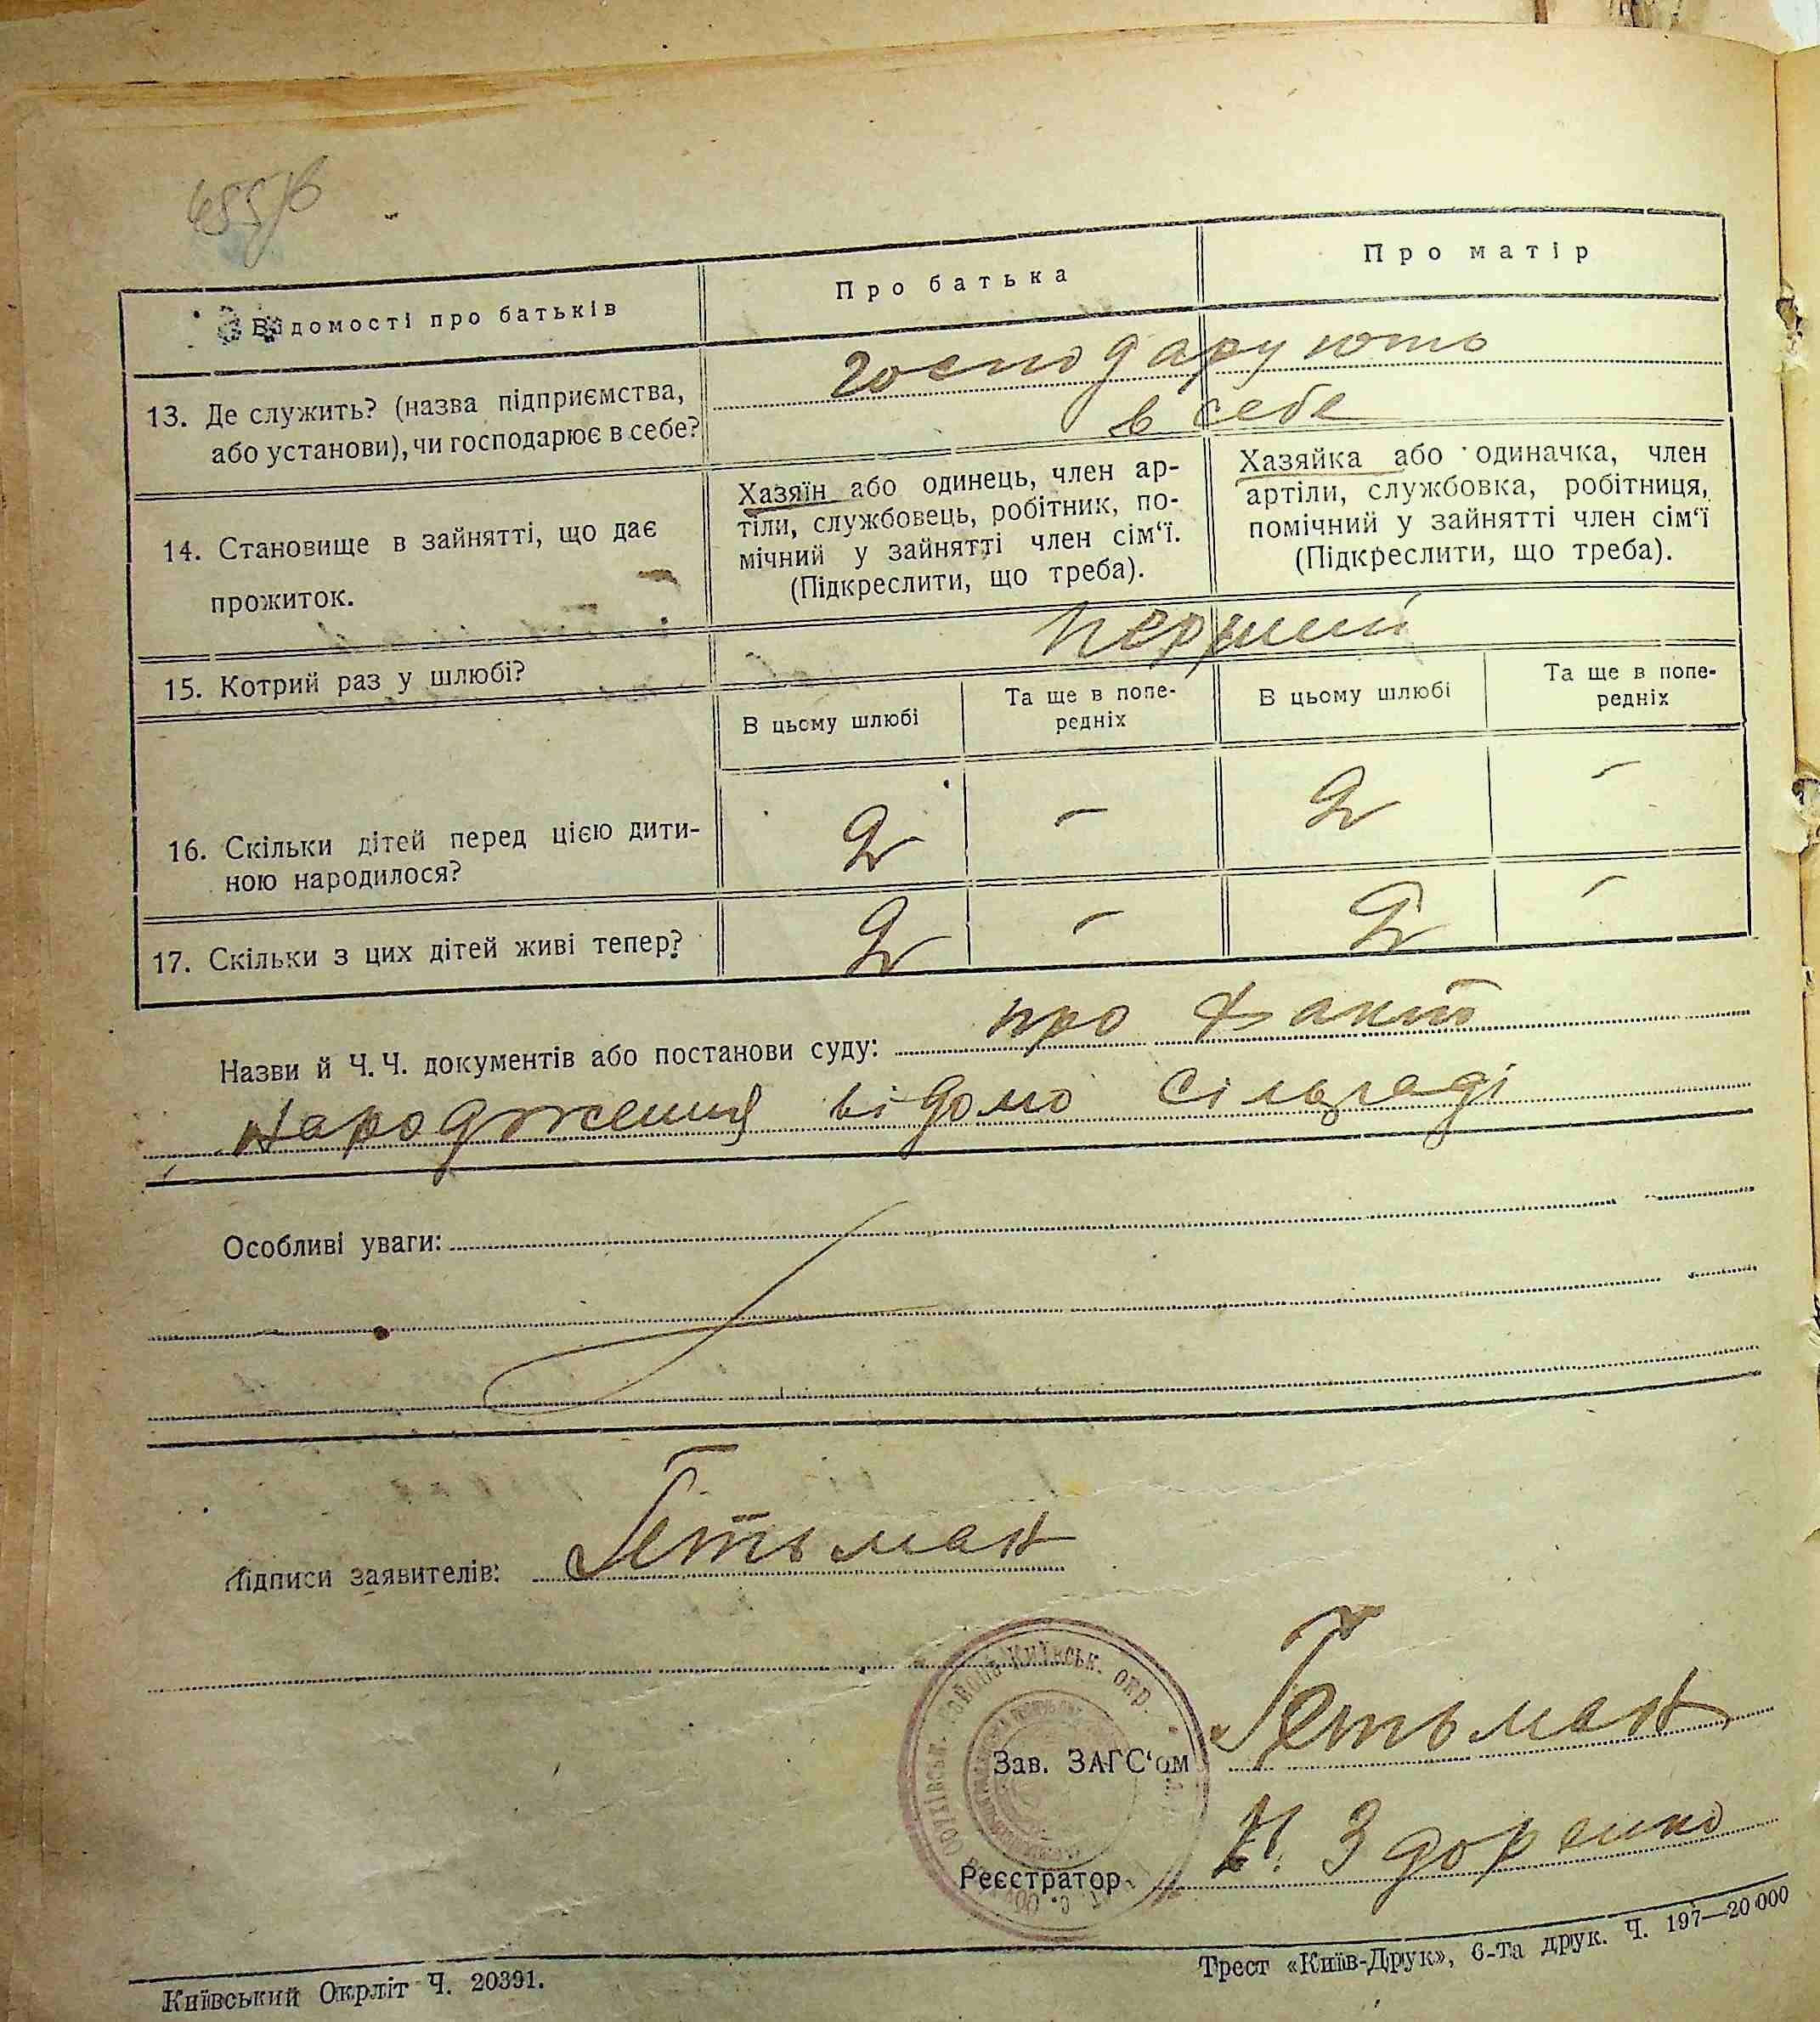 Відомості про батьків
Про батька
Про матір
13. Де служить? (назва підприємства,
або установи), чи господарює в себе?
господарують
в себе
14. Становище в зайнятті, що дає
прожиток.
Хазяїн або одинець, член ар-
тіли, службовець, робітник, по-
мічний у зайнятті член сім‘ї.
(Підкреслити, що треба).
Хазяйка або одиначка, член
артіли, службовка, робітниця,
помічний у зайнятті член сім‘ї
(Підкреслити, що треба).
15. Котрий раз у шлюбі?
перший
В цьому шлюбі
Та ще в попе-
редніх
В цьому шлюбі
Та ще в попе-
редніх
16. Скільки дітей перед цією дити-
ною народилося?
2 - 2 -
17. Скільки з цих дітей живі тепер?
2 - 2 -
Назви й Ч. Ч. документів або постанови суду: про факт
народження відомо сільраді
Особливі уваги:
Підписи заявителів: Гетьман
Київськ. окр.
Зав. ЗАГС‘ом Гетьман
Реєстратор Н. Здоренко
Київський Окрліт Ч. 20391.
Трест «Київ-Друк», 6-та друк. Ч. 197—20 000